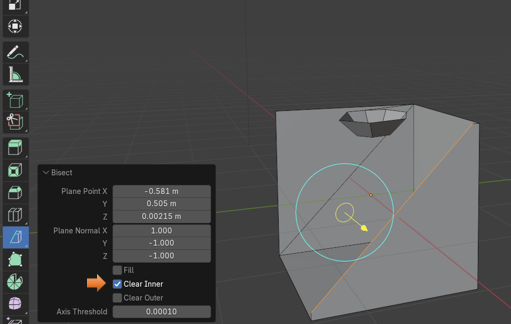 Bisect
Plane Point X -0.581 m
Y 0.505 m
Z 0.00215 m
Plane Normal X 1.000
Y -1.000
Z -1.000
Fill
Clear Inner
Clear Outer
Axis Threshold 0.00010